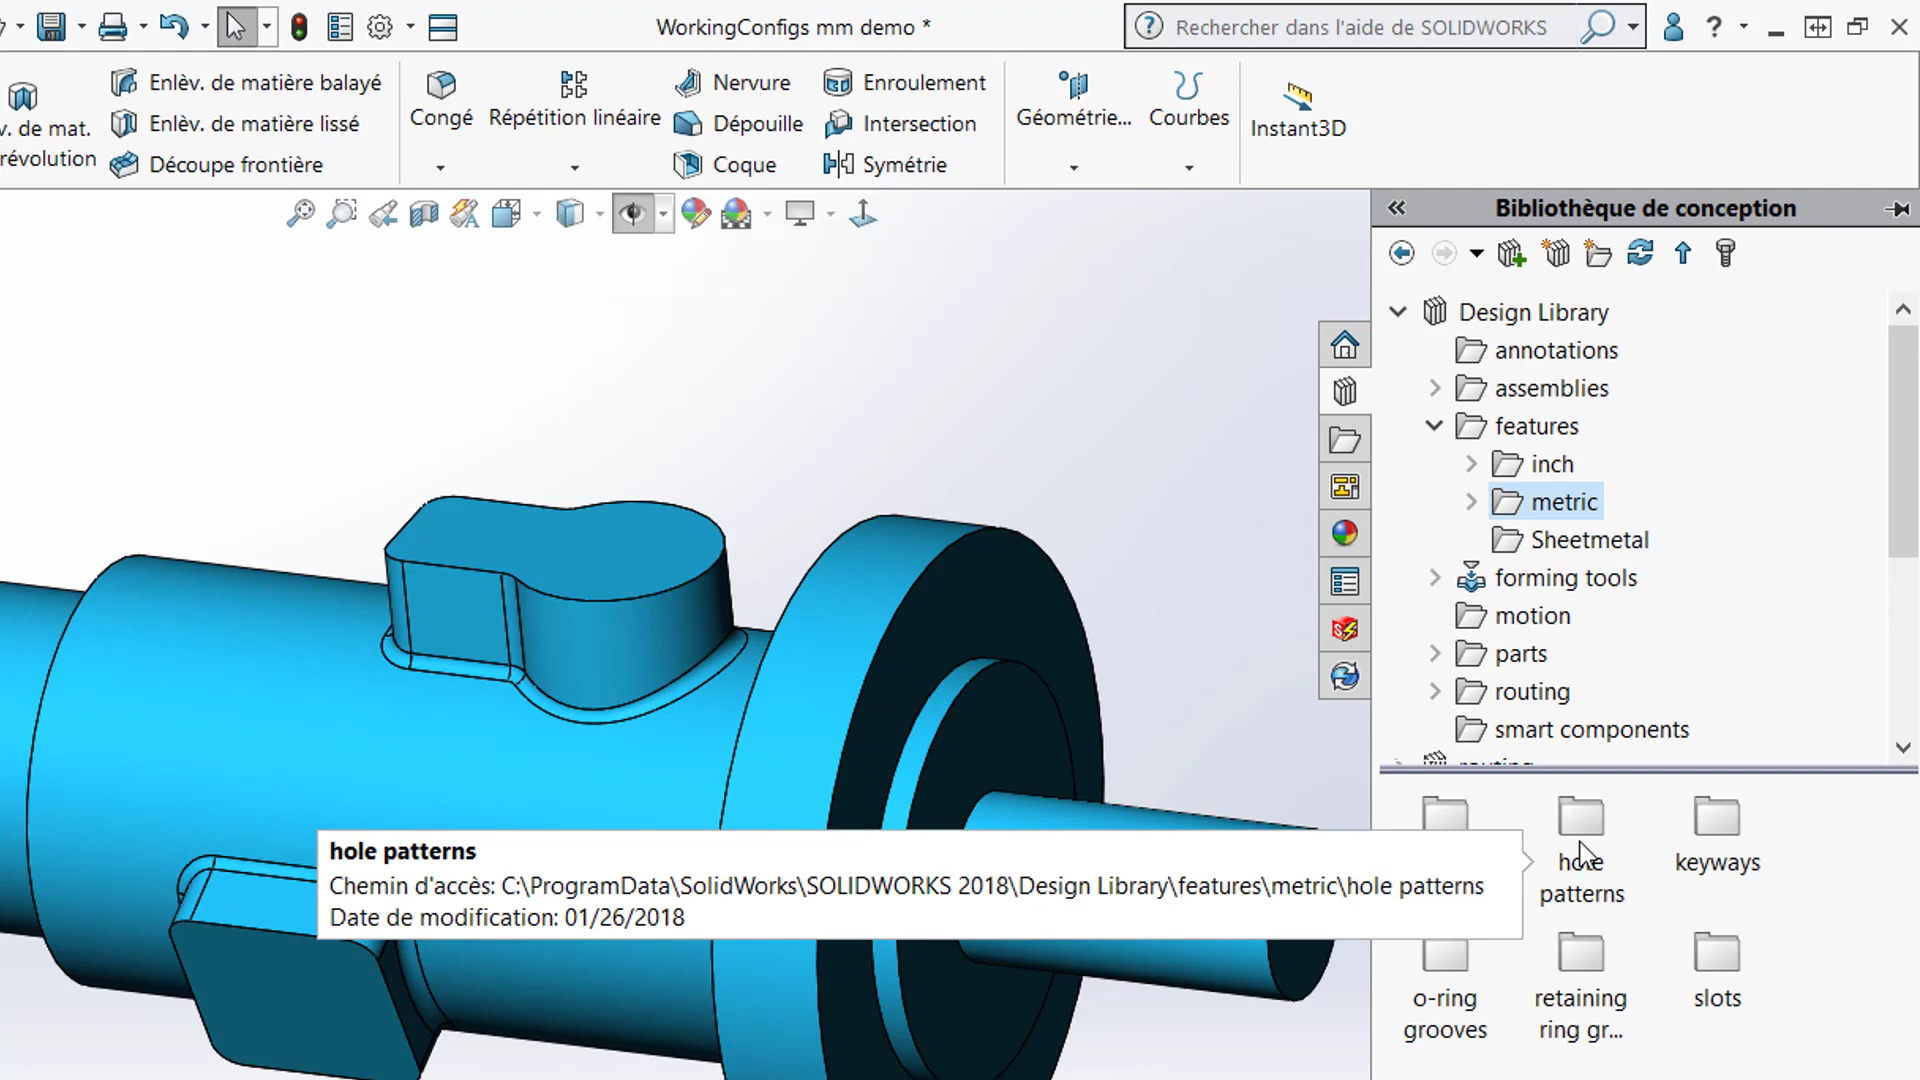 WorkingConfigs mm demo *
Rechercher dans l'aide de SOLIDWORKS
?
v. de mat.
révolution
Enlèv. de matière balayé
Enlèv. de matière lissé
Découpe frontière
Congé
Répétition linéaire
Nervure
Dépouille
Coque
Enroulement
Intersection
Symétrie
Géométrie...
Courbes
Instant3D
Bibliothèque de conception
Design Library
annotations
assemblies
features
inch
metric
Sheetmetal
forming tools
motion
parts
routing
smart components
routing
hole patterns
Chemin d'accès: C:\ProgramData\SolidWorks\SOLIDWORKS 2018\Design Library\features\metric\hole patterns
Date de modification: 01/26/2018
hole
patterns
keyways
o-ring
grooves
retaining
ring gr...
slots